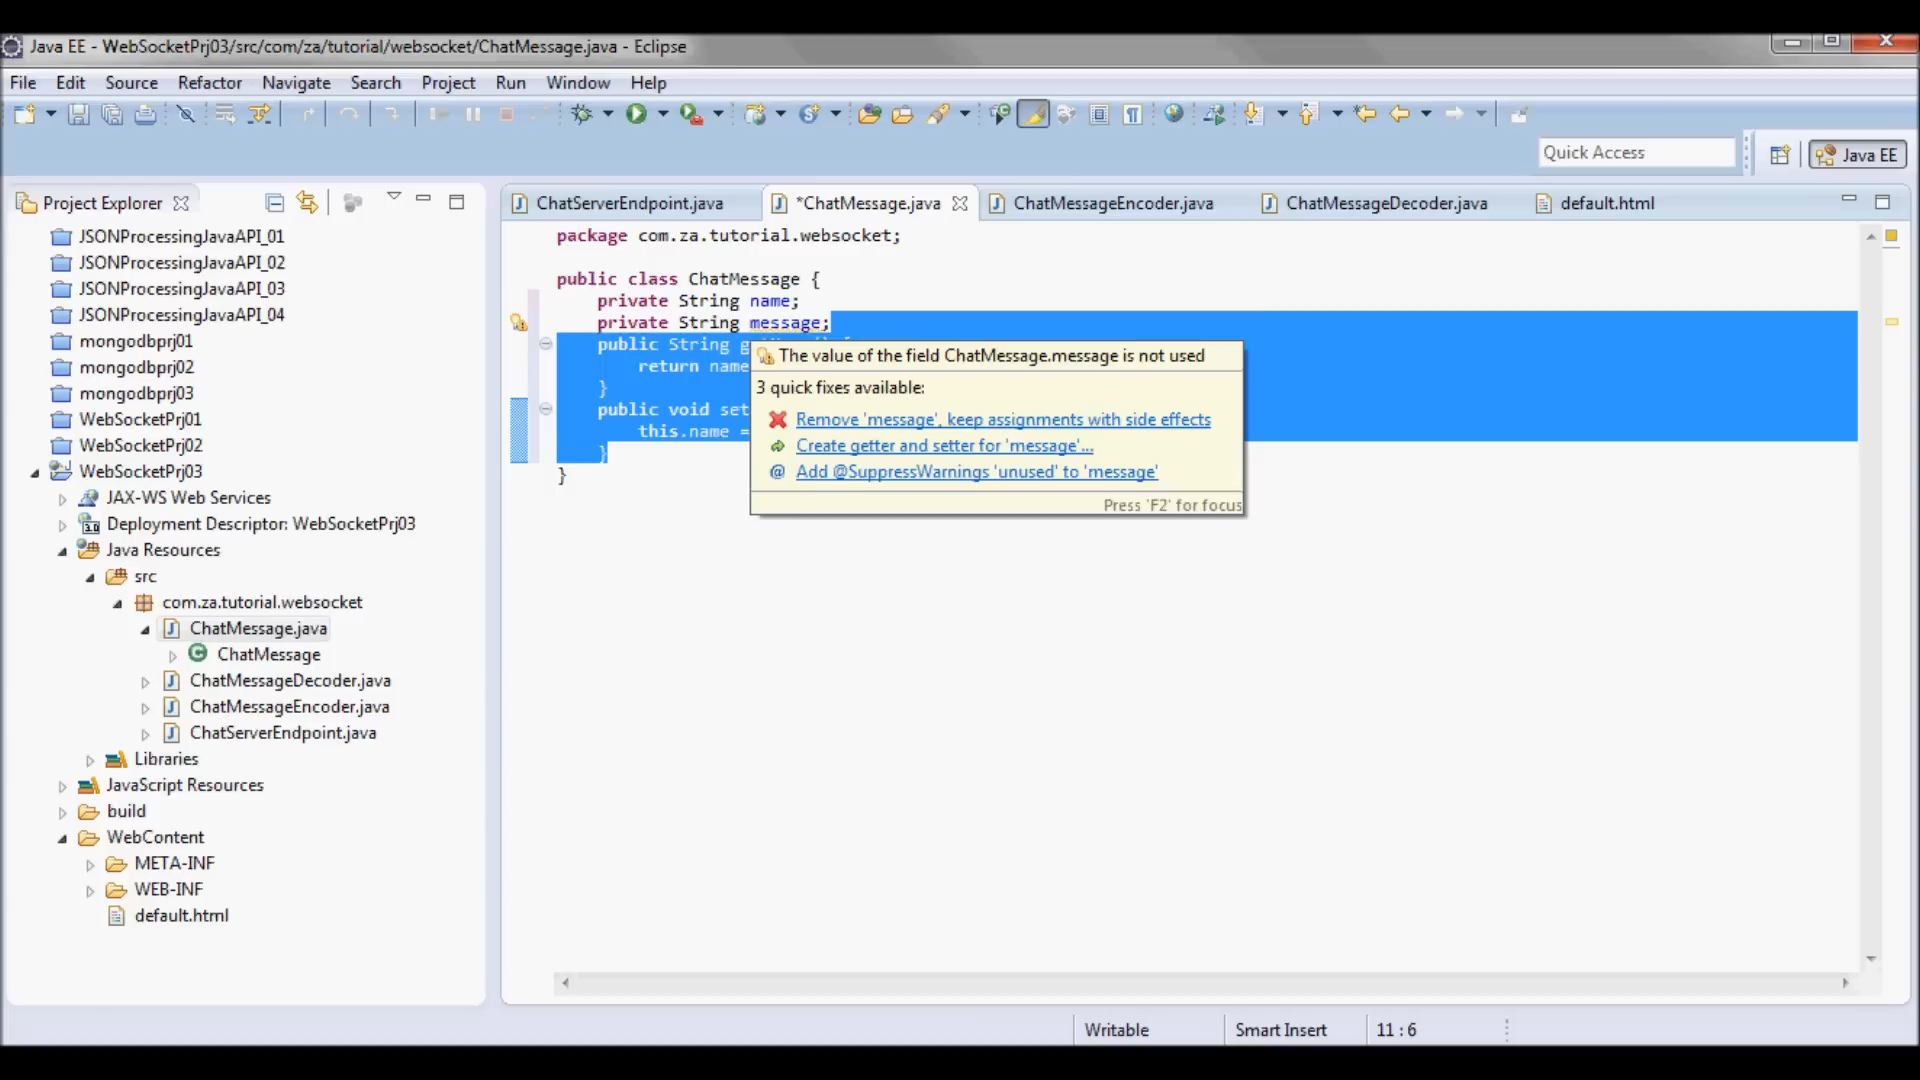 Java EE - WebSocketPrj03/src/com/za/tutorial/websocket/ChatMessage.java - Eclipse
File Edit Source Refactor Navigate Search Project Run Window Help
Quick Access
Java EE
Project Explorer
ChatServerEndpoint.java
*ChatMessage.java
ChatMessageEncoder.java
ChatMessageDecoder.java
default.html
JSONProcessingJavaAPI_01
JSONProcessingJavaAPI_02
JSONProcessingJavaAPI_03
JSONProcessingJavaAPI_04
mongodbprj01
mongodbprj02
mongodbprj03
WebSocketPrj01
WebSocketPrj02
WebSocketPrj03
JAX-WS Web Services
Deployment Descriptor: WebSocketPrj03
Java Resources
src
com.za.tutorial.websocket
ChatMessage.java
ChatMessage
ChatMessageDecoder.java
ChatMessageEncoder.java
ChatServerEndpoint.java
Libraries
JavaScript Resources
build
WebContent
META-INF
WEB-INF
default.html
package com.za.tutorial.websocket;
public class ChatMessage {
private String name;
private String message;
public String
return name
}
public void set
this.name =
}
}
The value of the field ChatMessage.message is not used
3 quick fixes available:
Remove 'message', keep assignments with side effects
Create getter and setter for 'message'...
Add @SuppressWarnings 'unused' to 'message'
Press 'F2' for focus
Writable
Smart Insert
11 : 6